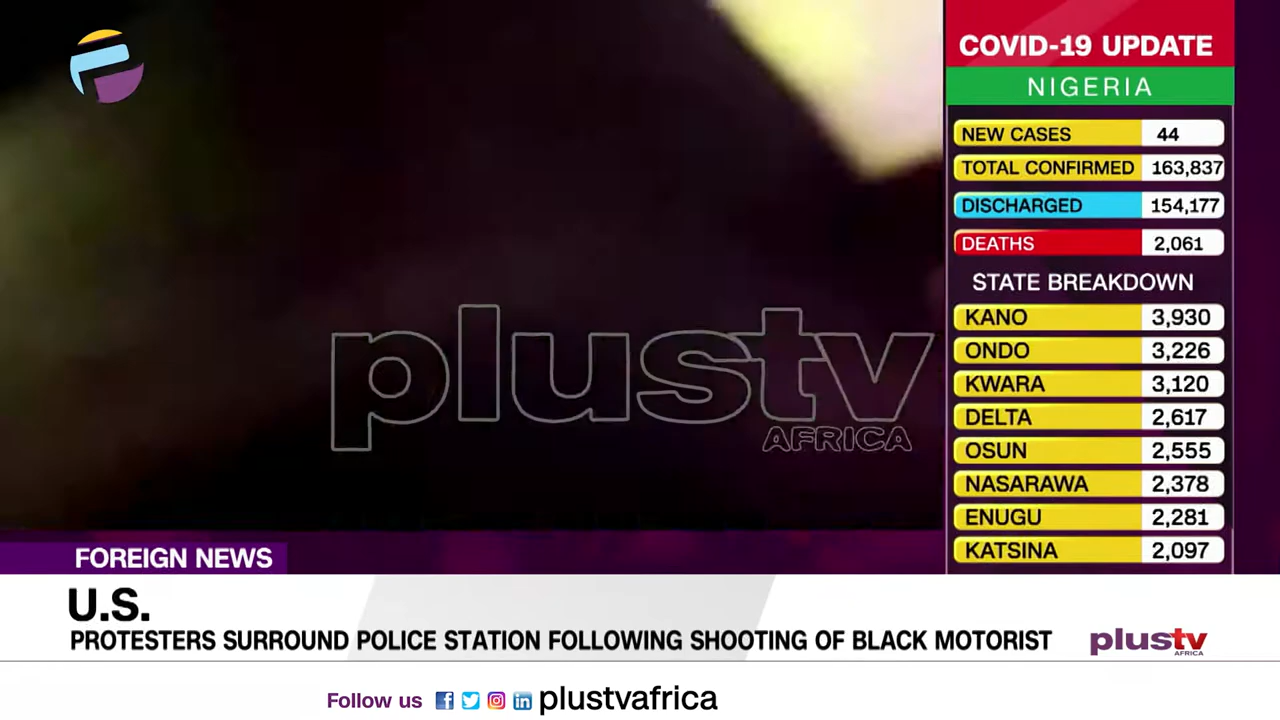 COVID-19 UPDATE
NIGERIA
NEW CASES 44
TOTAL CONFIRMED 163,837
DISCHARGED 154,177
DEATHS 2,061
STATE BREAKDOWN
KANO 3,930
ONDO 3,226
KWARA 3,120
DELTA 2,617
OSUN 2,555
NASARAWA 2,378
ENUGU 2,281
KATSINA 2,097
plustv
AFRICA
FOREIGN NEWS
U.S.
PROTESTERS SURROUND POLICE STATION FOLLOWING SHOOTING OF BLACK MOTORIST
plustv
AFRICA
Follow us plustvafrica